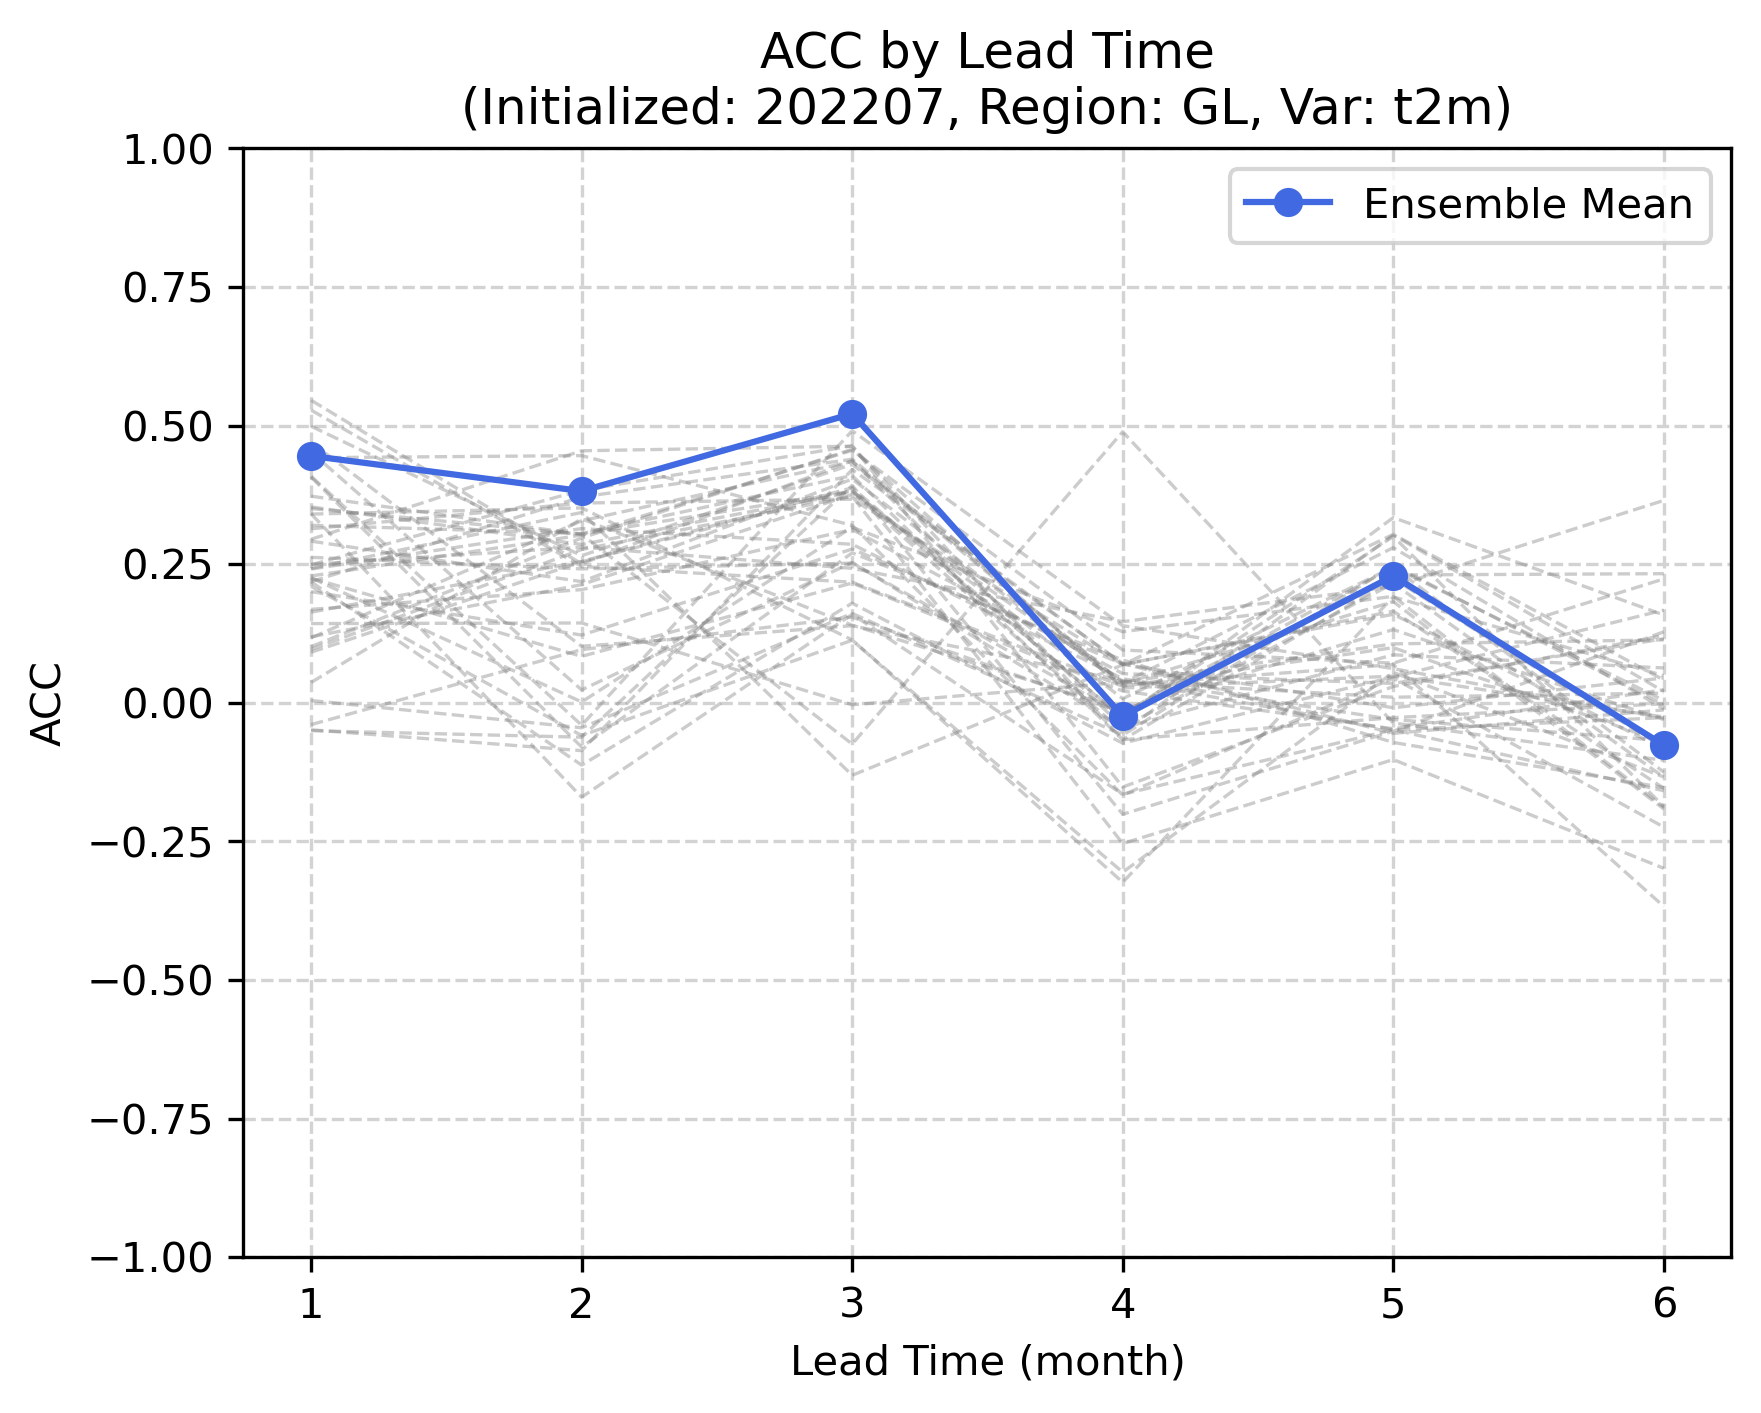 ACC by Lead Time
(Initialized: 202207, Region: GL, Var: t2m)
Ensemble Mean
ACC
1.00
0.75
0.50
0.25
0.00
−0.25
−0.50
−0.75
−1.00
1 2 3 4 5 6
Lead Time (month)